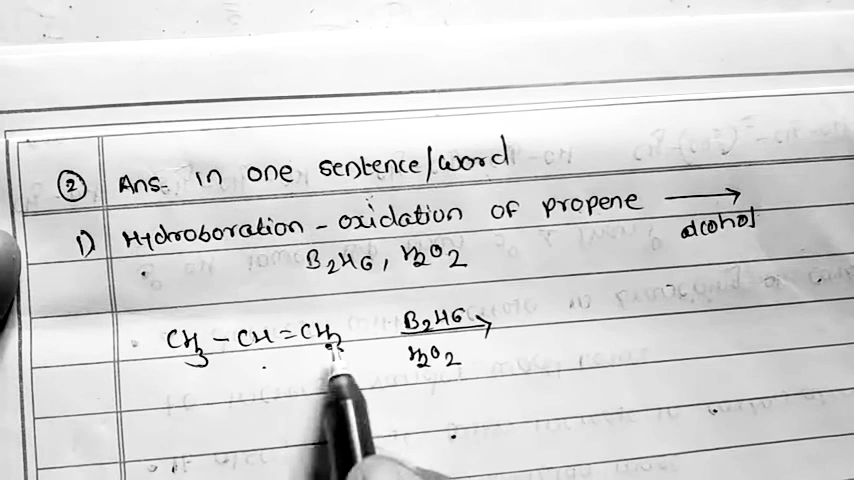 ② Ans. in one sentence/word
1) Hydroboration - oxidation of propene ⟶ alcohol
B2H6, H2O2
CH3 - CH = CH2 B2H6 ⟶ H2O2